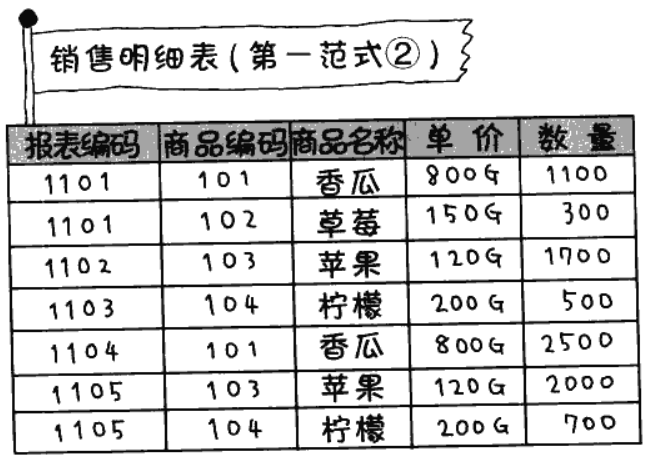 销售明细表(第一范式②)
报表编码 商品编码 商品名称 单价 数量
1101 101 香瓜 800G 1100
1101 102 草莓 150G 300
1102 103 苹果 120G 1700
1103 104 柠檬 200G 500
1104 101 香瓜 800G 2500
1105 103 苹果 120G 2000
1105 104 柠檬 200G 700